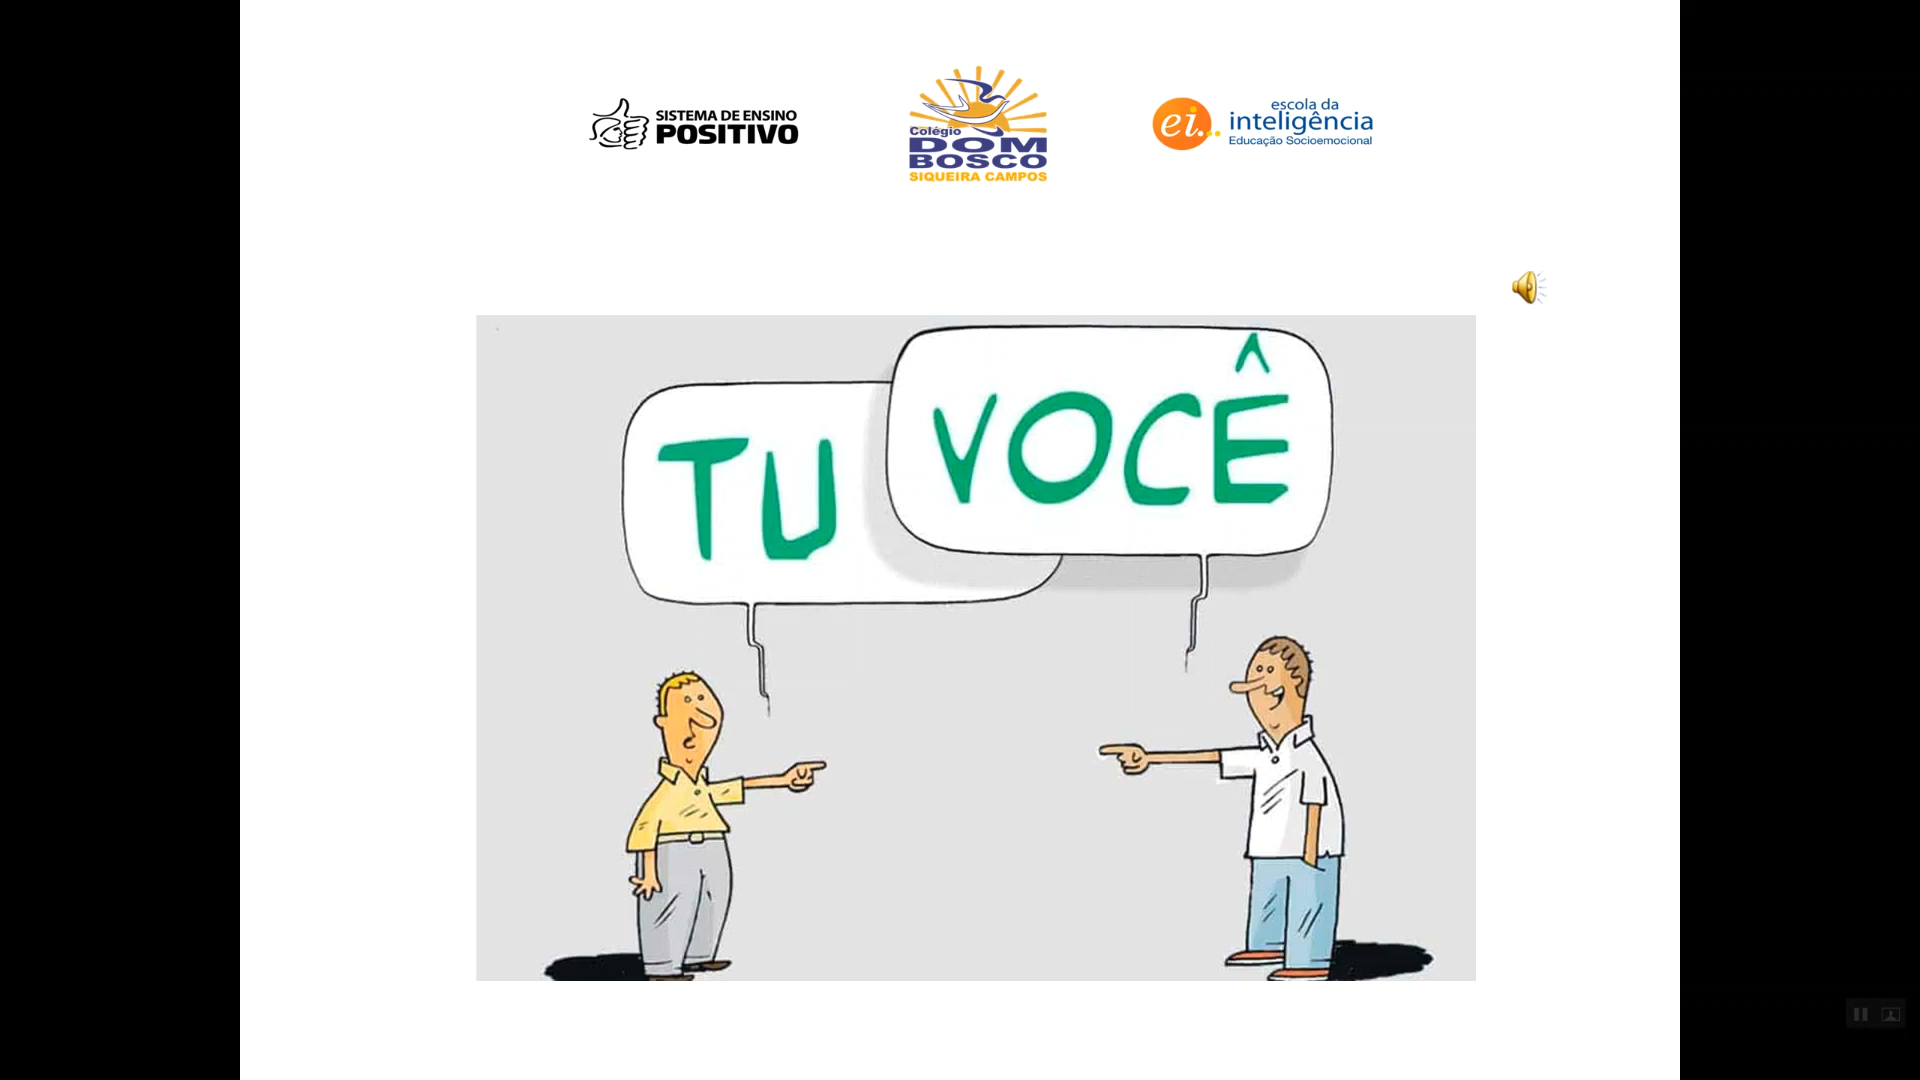 SISTEMA DE ENSINO
POSITIVO
Colégio
DOM
BOSCO
SIQUEIRA CAMPOS
ei...
escola da
inteligência
Educação Socioemocional
TU
VOCÊ